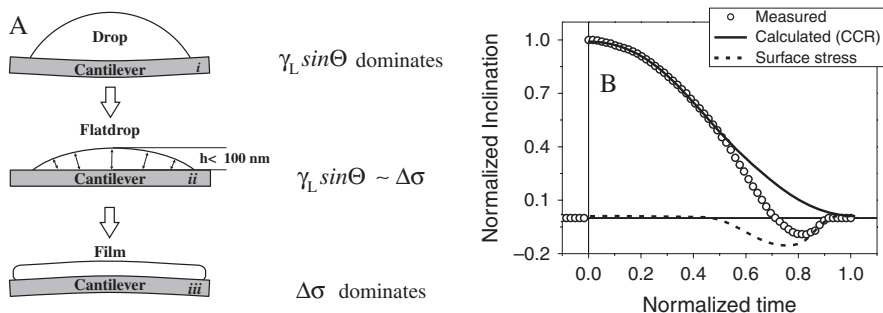 A
Drop
Cantilever i
γL sinΘ dominates
Flatdrop
h< 100 nm
Cantilever ii
γL sinΘ ~ Δσ
Film
Cantilever iii
Δσ dominates
B
Measured
Calculated (CCR)
Surface stress
Normalized Inclination
1.0
0.7
0.4
0.1
−0.2
0.0 0.2 0.4 0.6 0.8 1.0
Normalized time